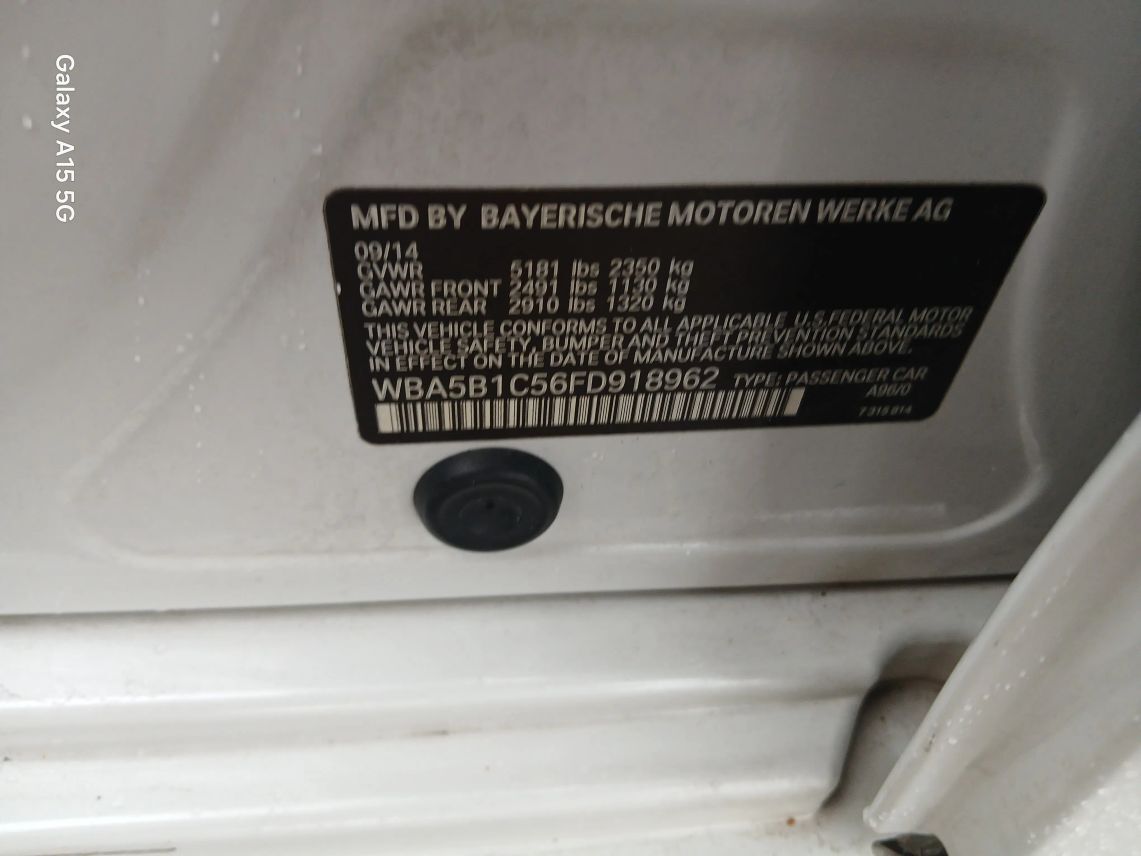 Galaxy A15 5G
MFD BY BAYERISCHE MOTOREN WERKE AG
09/14
GVWR 5181 lbs 2350 kg
GAWR FRONT 2491 lbs 1130 kg
GAWR REAR 2910 lbs 1320 kg
THIS VEHICLE CONFORMS TO ALL APPLICABLE U.S. FEDERAL MOTOR
VEHICLE SAFETY, BUMPER AND THEFT PREVENTION STANDARDS
IN EFFECT ON THE DATE OF MANUFACTURE SHOWN ABOVE.
WBA5B1C56FD918962 TYPE: PASSENGER CAR
A96/0
7 315 814